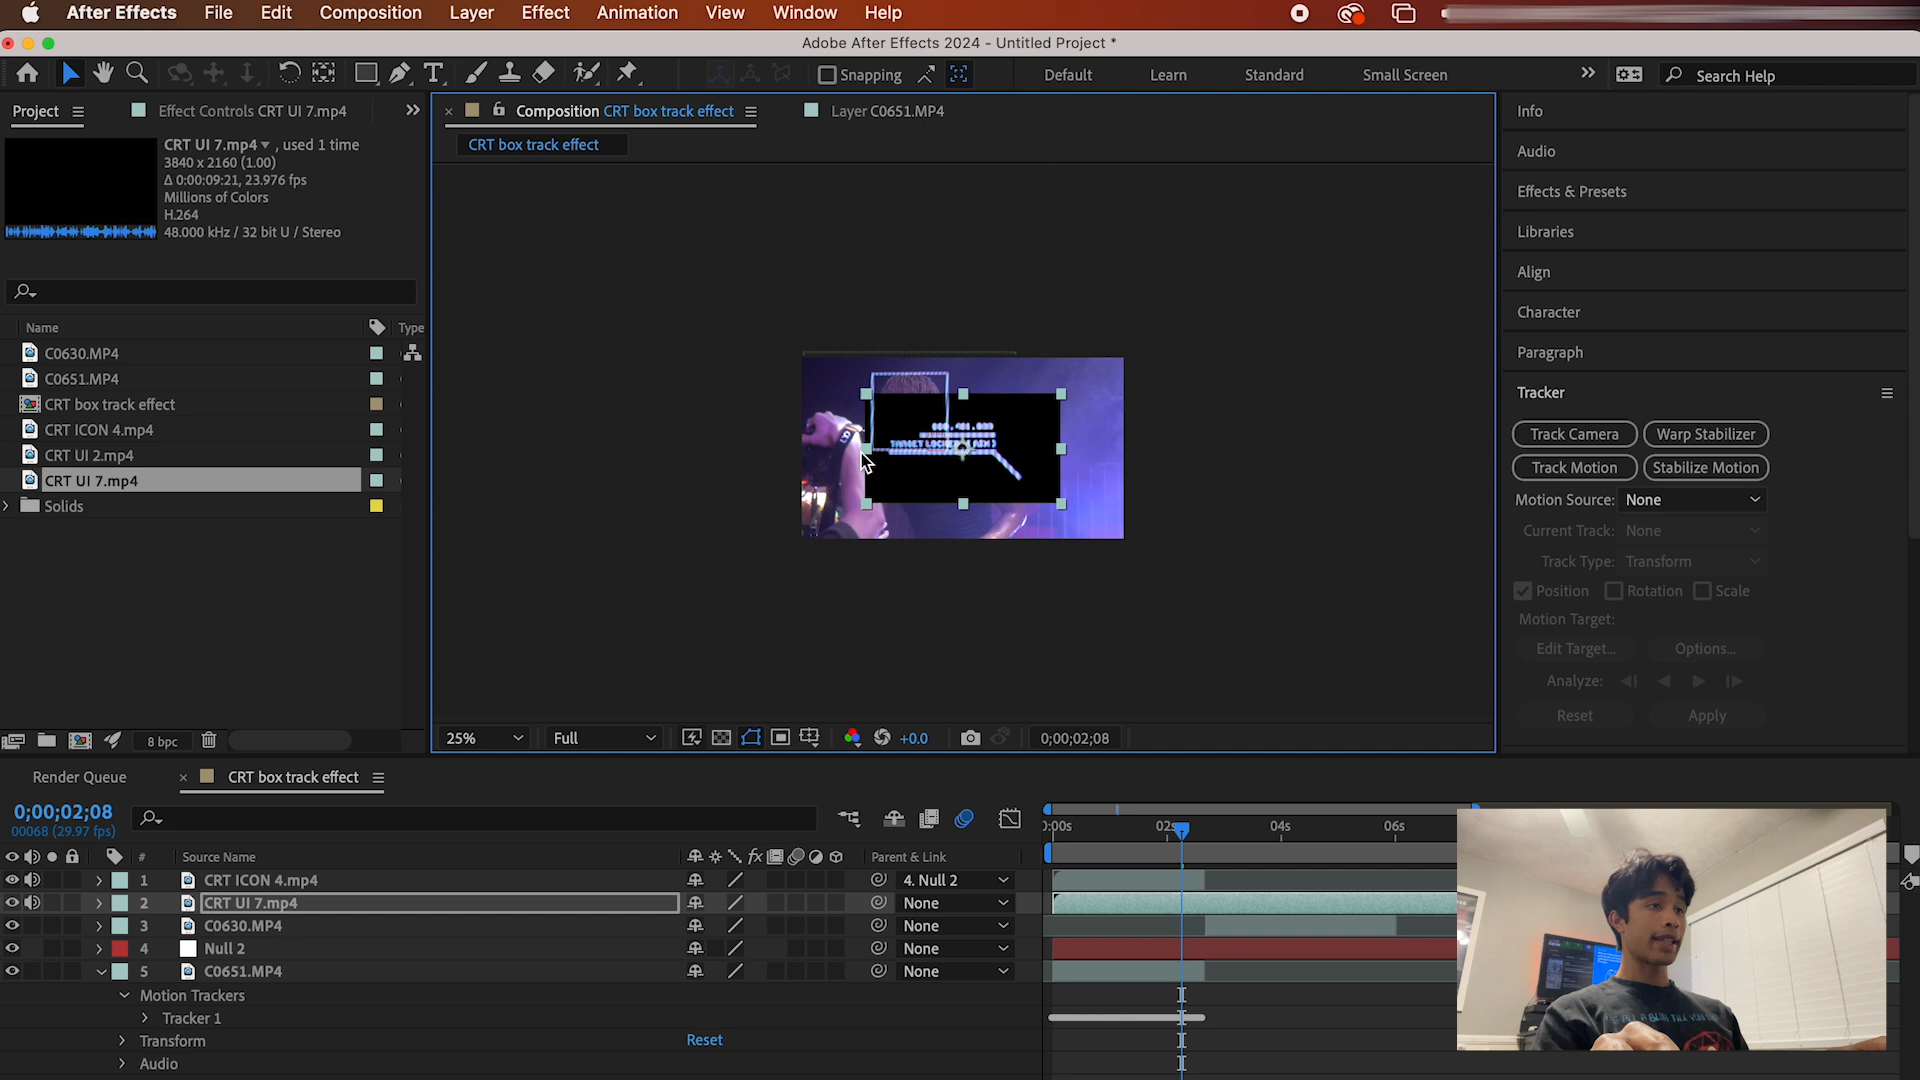 After Effects File Edit Composition Layer Effect Animation View Window Help
Adobe After Effects 2024 - Untitled Project *
Snapping Default Learn Standard Small Screen Search Help
Project Effect Controls CRT UI 7.mp4
Composition CRT box track effect Layer C0651.MP4
CRT box track effect
CRT UI 7.mp4 , used 1 time
3840 x 2160 (1.00)
Δ 0:00:09:21, 23.976 fps
Millions of Colors
H.264
48.000 kHz / 32 bit U / Stereo
Name Type
C0630.MP4
C0651.MP4
CRT box track effect
CRT ICON 4.mp4
CRT UI 2.mp4
CRT UI 7.mp4
Solids
8 bpc
TARGET LOCKED
25% Full +0.0 0;00;02;08
Info
Audio
Effects & Presets
Libraries
Align
Character
Paragraph
Tracker
Track Camera Warp Stabilizer
Track Motion Stabilize Motion
Motion Source: None
Current Track: None
Track Type: Transform
Position Rotation Scale
Motion Target:
Edit Target... Options...
Analyze:
Reset Apply
Render Queue CRT box track effect
0;00;02;08
00068 (29.97 fps)
# Source Name fx Parent & Link
0:00s 02s 04s 06s
1 CRT ICON 4.mp4 4. Null 2
2 CRT UI 7.mp4 None
3 C0630.MP4 None
4 Null 2 None
5 C0651.MP4 None
Motion Trackers
Tracker 1
Transform Reset
Audio